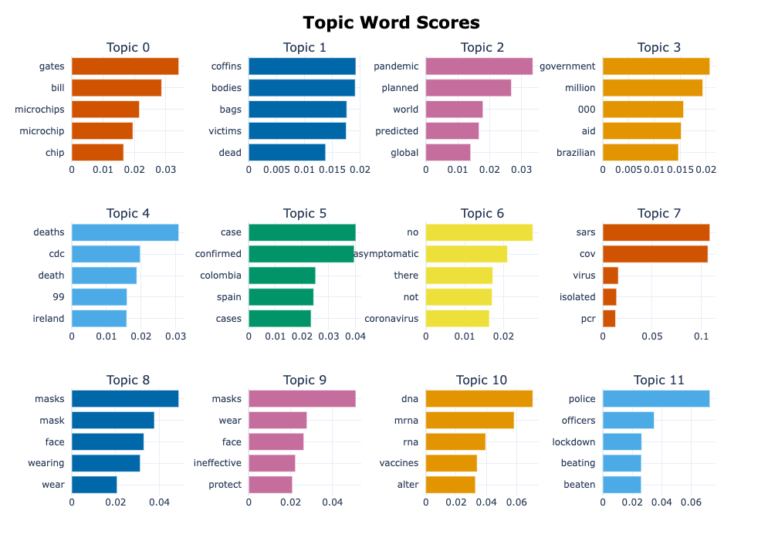 Topic Word Scores
Topic 0
gates
bill
microchips
microchip
chip
0 0.01 0.02 0.03
Topic 1
coffins
bodies
bags
victims
dead
0 0.005 0.01 0.015 0.02
Topic 2
pandemic
planned
world
predicted
global
0 0.01 0.02 0.03
Topic 3
government
million
000
aid
brazilian
0 0.005 0.01 0.015 0.02
Topic 4
deaths
cdc
death
99
ireland
0 0.01 0.02 0.03
Topic 5
case
confirmed
colombia
spain
cases
0 0.01 0.02 0.03 0.04
Topic 6
no
asymptomatic
there
not
coronavirus
0 0.01 0.02
Topic 7
sars
cov
virus
isolated
pcr
0 0.05 0.1
Topic 8
masks
mask
face
wearing
wear
0 0.02 0.04
Topic 9
masks
wear
face
ineffective
protect
0 0.02 0.04
Topic 10
dna
mrna
rna
vaccines
alter
0 0.02 0.04 0.06
Topic 11
police
officers
lockdown
beating
beaten
0 0.02 0.04 0.06